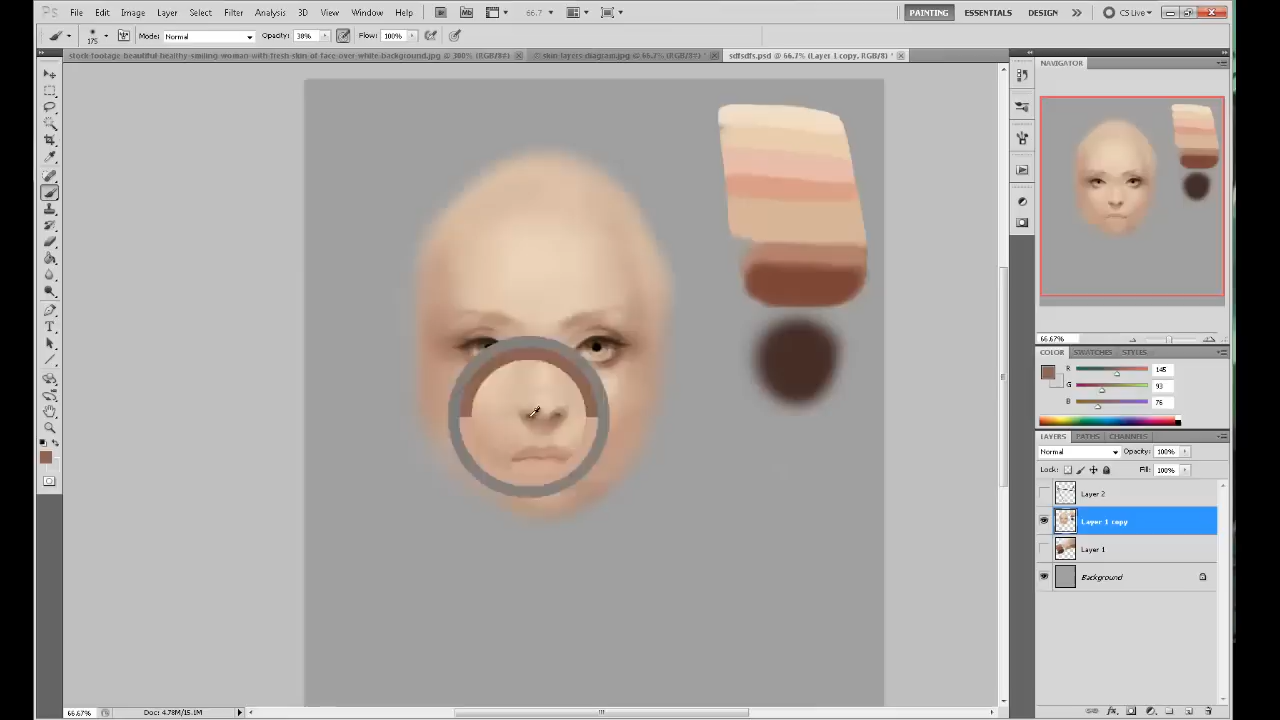 Ps File Edit Image Layer Select Filter Analysis 3D View Window Help Mb 66.7 PAINTING ESSENTIALS DESIGN CS Live
175 Mode: Normal Opacity: 38% Flow: 100%
stock-footage-beautiful-healthy-smiling-woman-with-fresh-skin-of-face-over-white-background.jpg @ 300% (RGB/8#) skin layers diagram.jpg @ 66.7% (RGB/8#) * sdfsdfs.psd @ 66.7% (Layer 1 copy, RGB/8) *
NAVIGATOR
66.67%
COLOR SWATCHES STYLES
R 145
G 93
B 76
LAYERS PATHS CHANNELS
Normal Opacity: 100%
Lock: Fill: 100%
Layer 2
Layer 1 copy
Layer 1
Background
66.67% Doc: 4.78M/15.1M